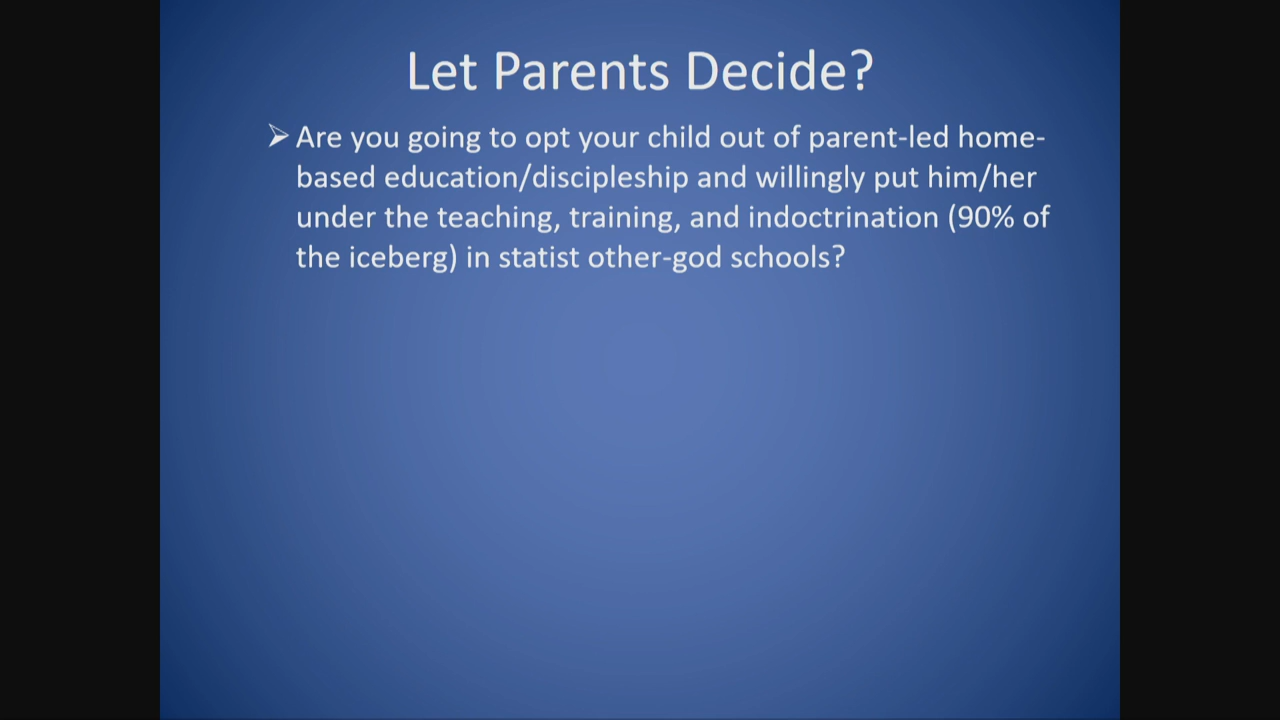 Let Parents Decide?
➢ Are you going to opt your child out of parent-led home-
based education/discipleship and willingly put him/her
under the teaching, training, and indoctrination (90% of
the iceberg) in statist other-god schools?